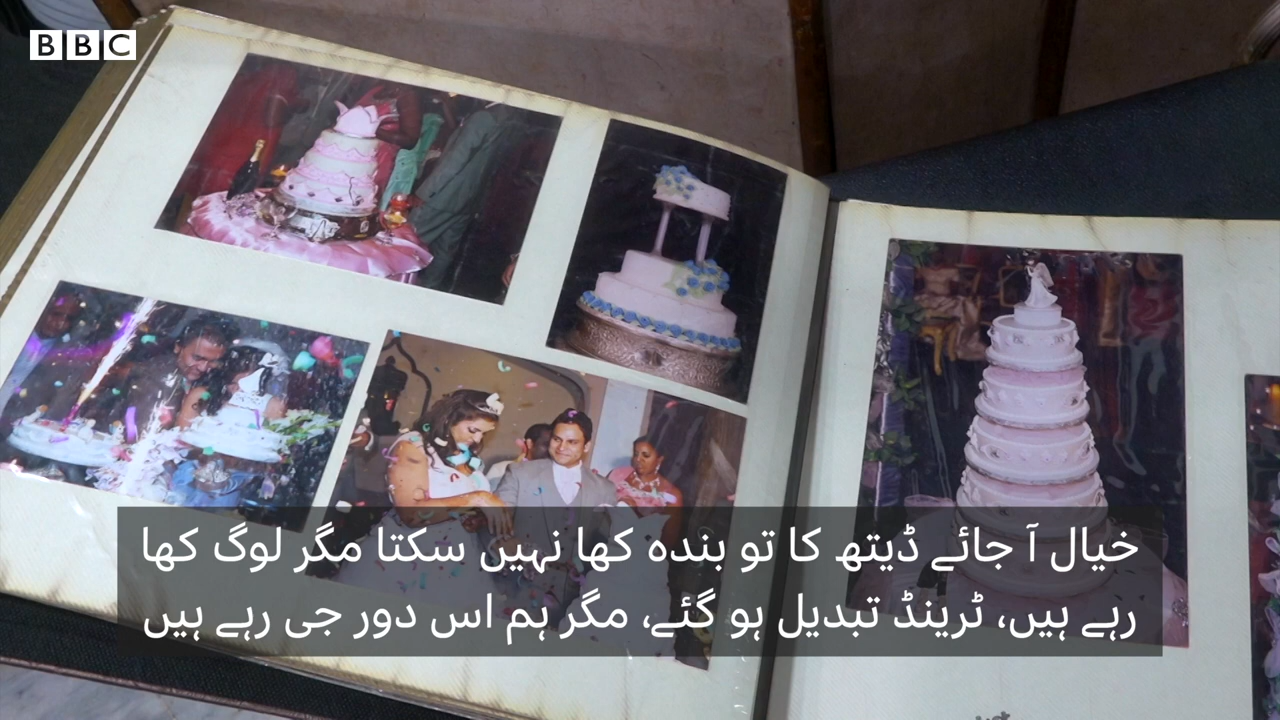 BBC
خیال آ جائے ڈیتھ کا تو بندہ کھا نہیں سکتا مگر لوگ کھا
رہے ہیں، ٹرینڈ تبدیل ہو گئے، مگر ہم اس دور جی رہے ہیں